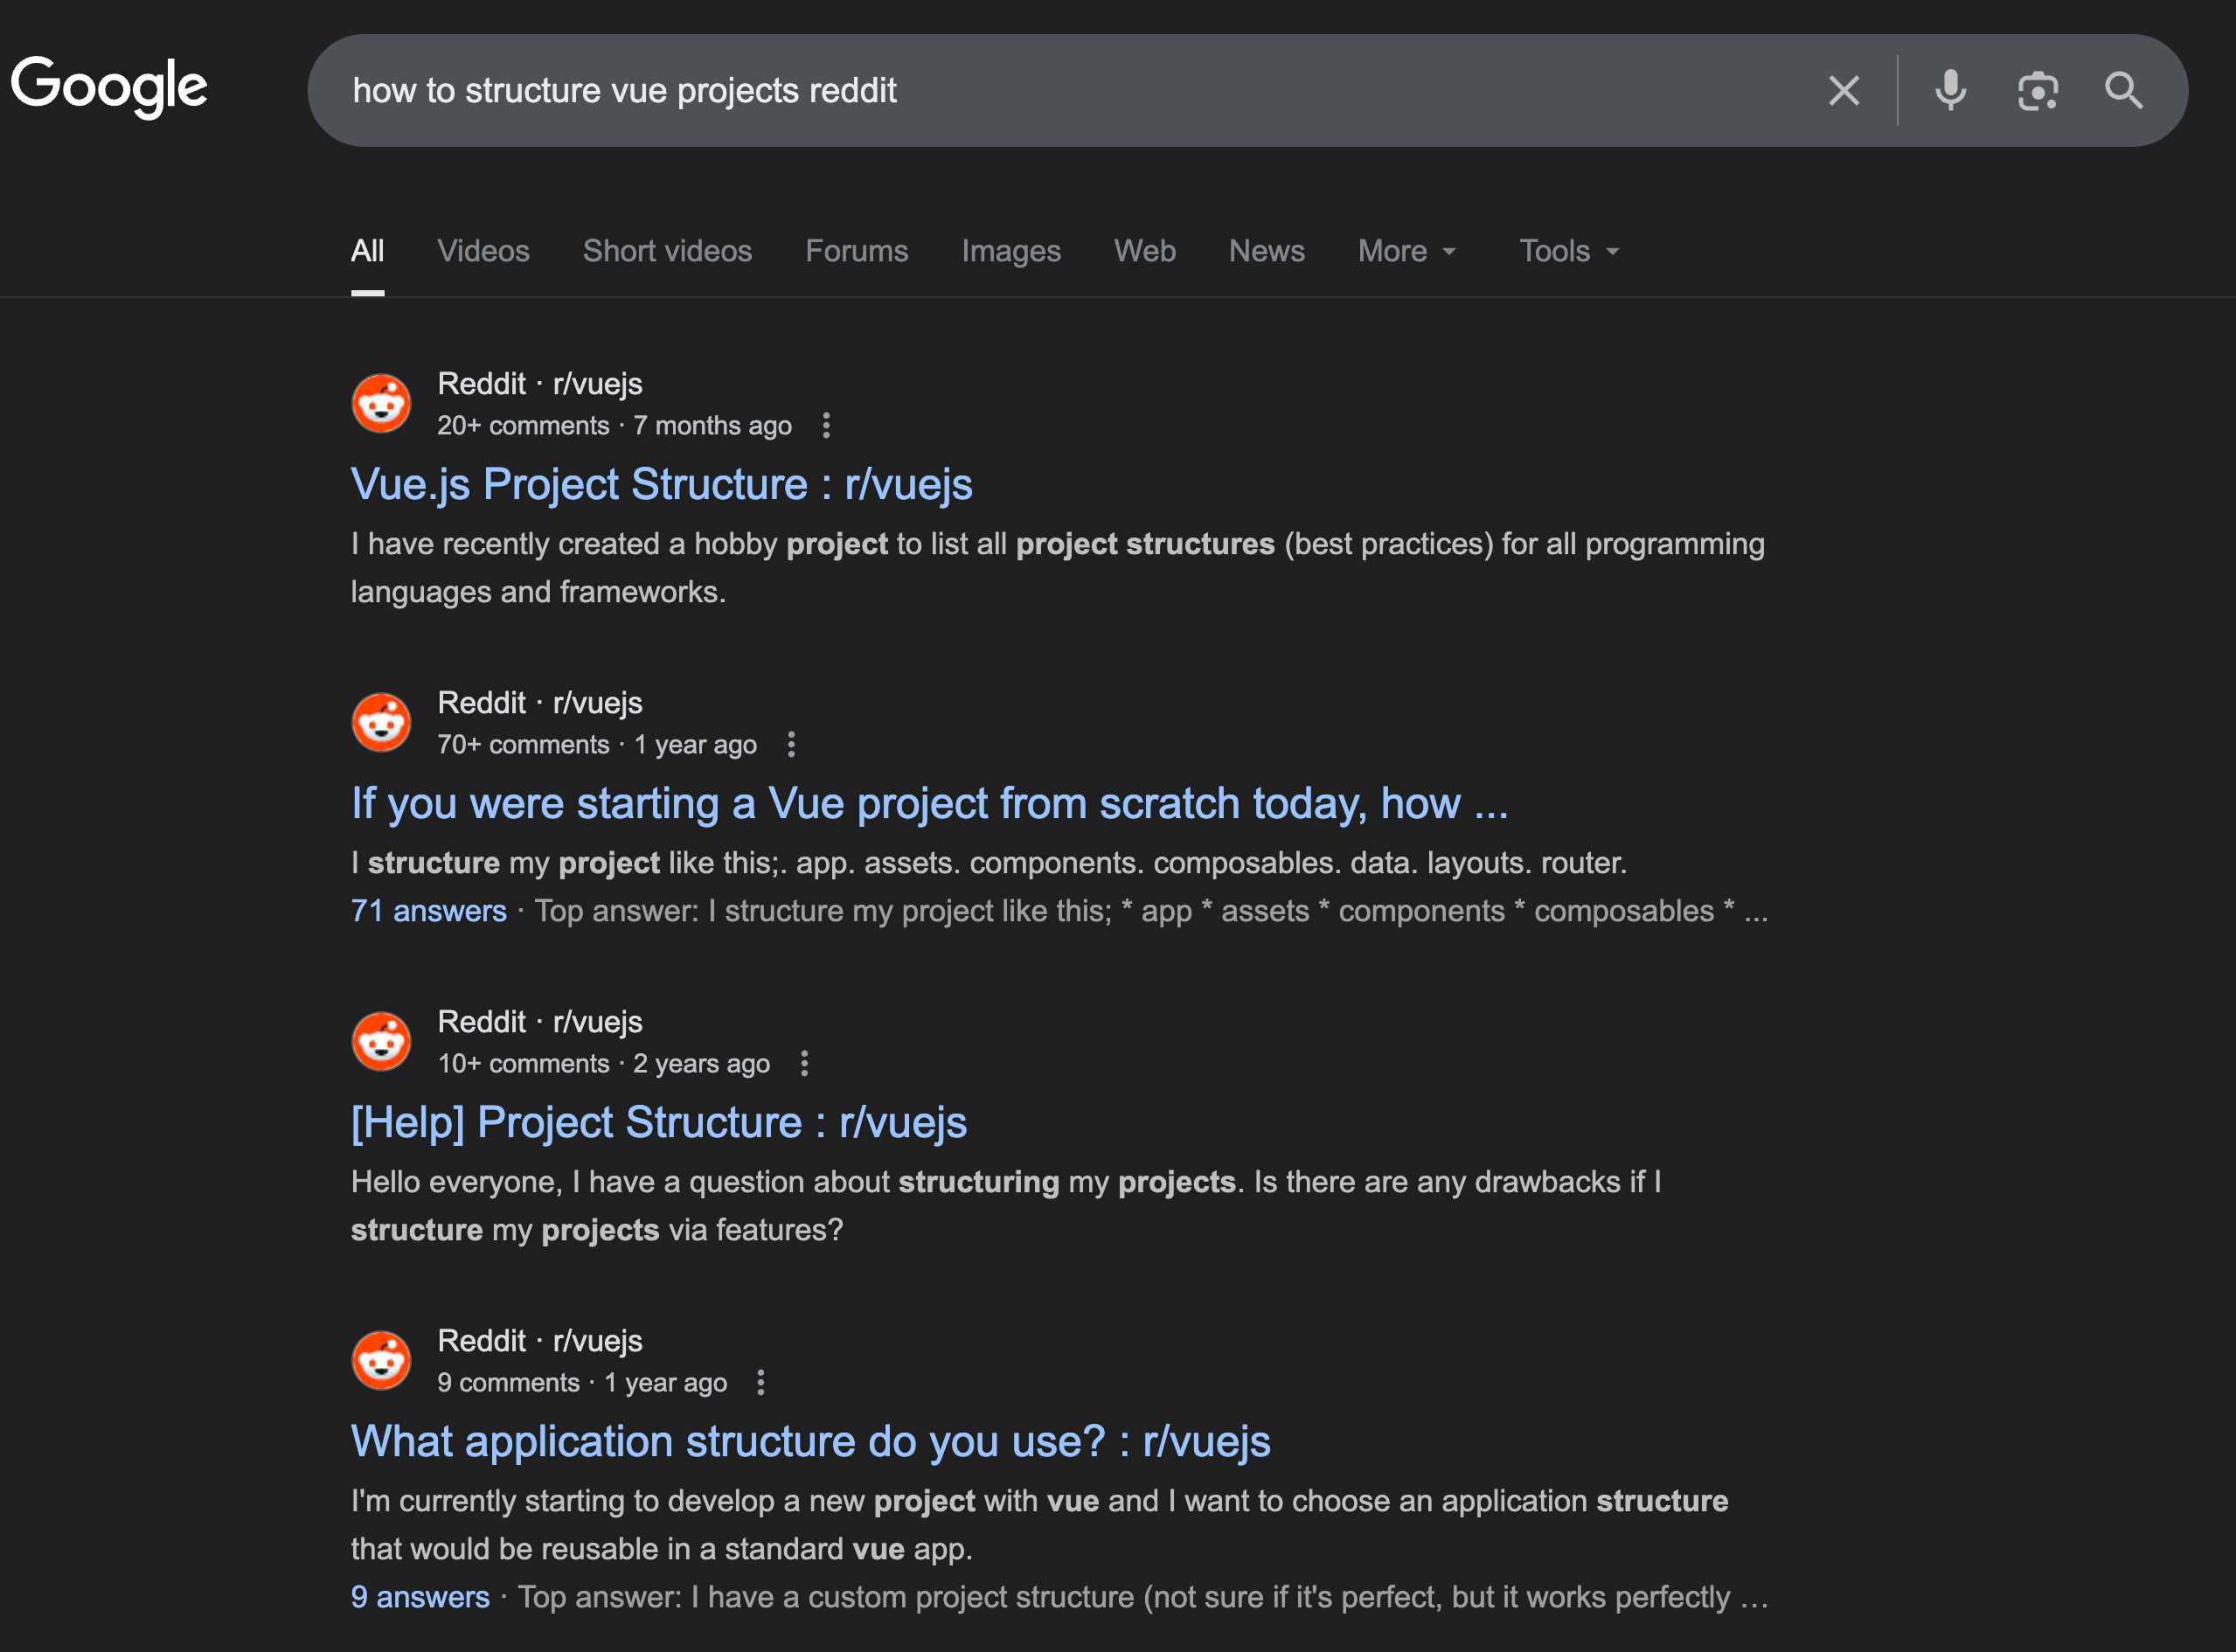 Google
how to structure vue projects reddit
All Videos Short videos Forums Images Web News More Tools
Reddit · r/vuejs
20+ comments · 7 months ago
Vue.js Project Structure : r/vuejs
I have recently created a hobby project to list all project structures (best practices) for all programming
languages and frameworks.
Reddit · r/vuejs
70+ comments · 1 year ago
If you were starting a Vue project from scratch today, how ...
I structure my project like this;. app. assets. components. composables. data. layouts. router.
71 answers · Top answer: I structure my project like this; * app * assets * components * composables * ...
Reddit · r/vuejs
10+ comments · 2 years ago
[Help] Project Structure : r/vuejs
Hello everyone, I have a question about structuring my projects. Is there are any drawbacks if I
structure my projects via features?
Reddit · r/vuejs
9 comments · 1 year ago
What application structure do you use? : r/vuejs
I'm currently starting to develop a new project with vue and I want to choose an application structure
that would be reusable in a standard vue app.
9 answers · Top answer: I have a custom project structure (not sure if it's perfect, but it works perfectly ...